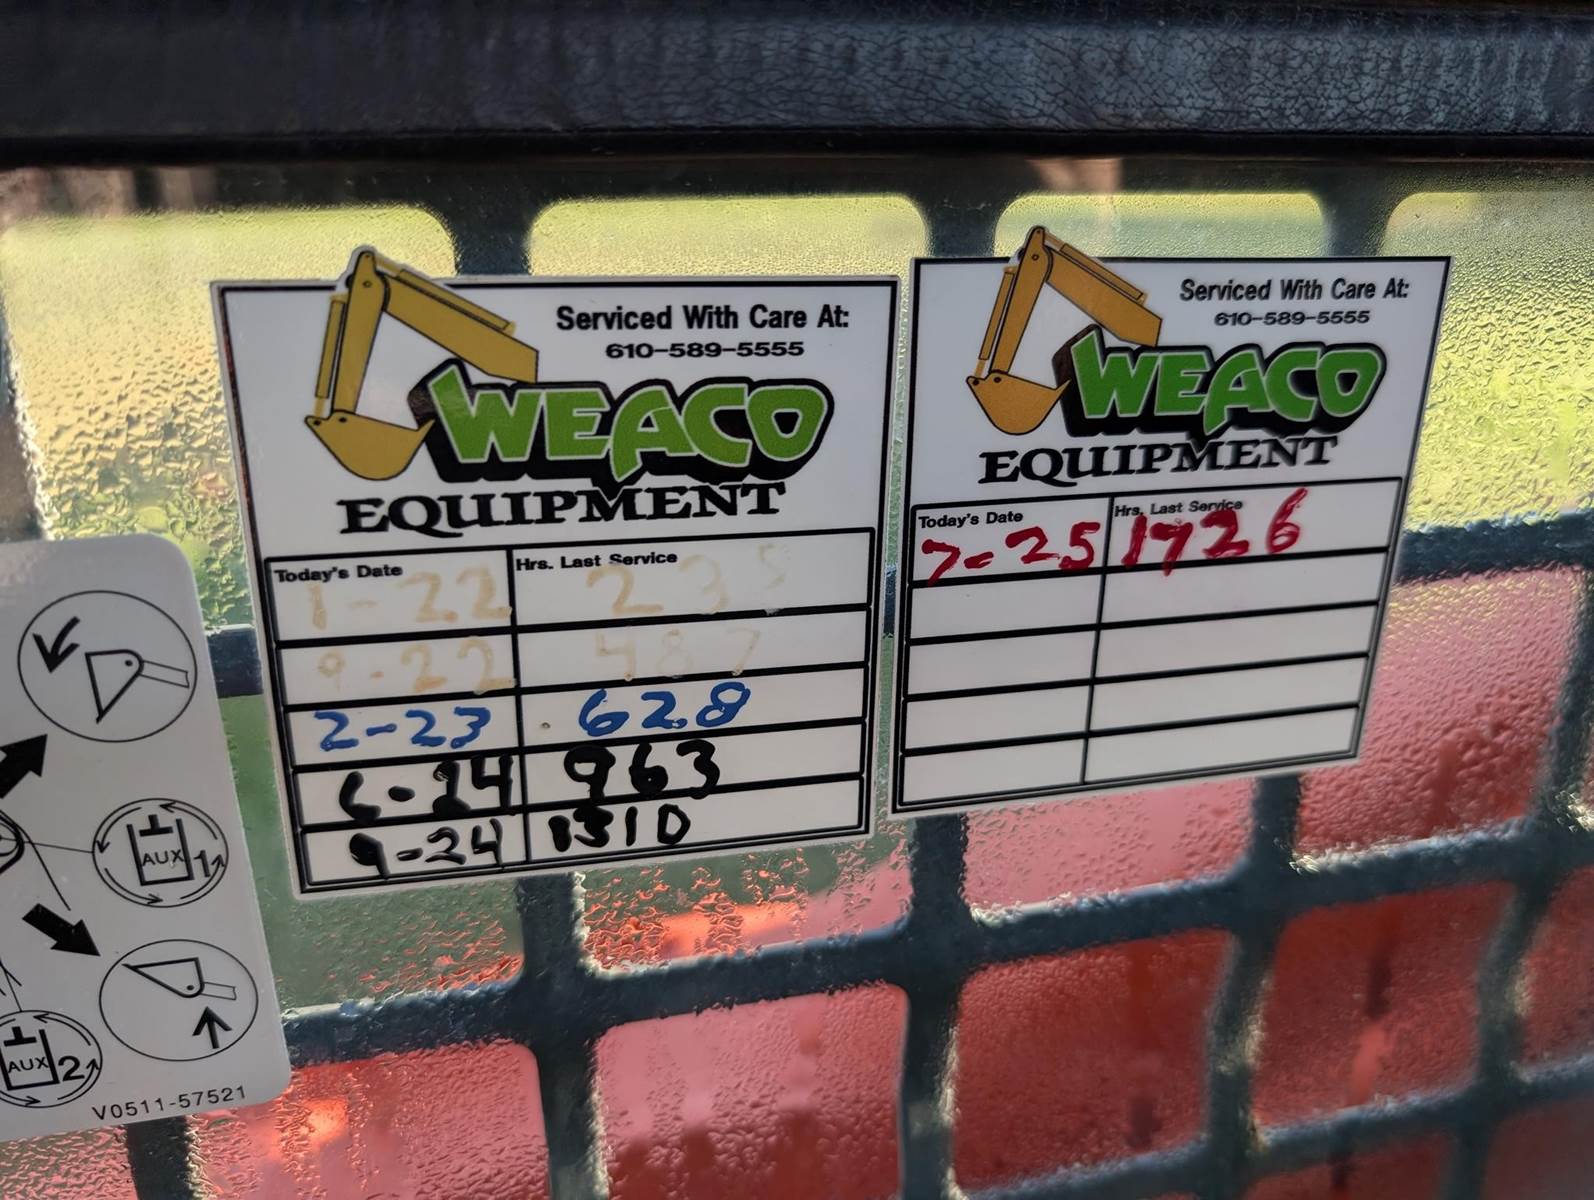 Serviced With Care At:
610-589-5555
WEACO
EQUIPMENT
Today's Date Hrs. Last Service
1-22 235
9-22 487
2-23 628
6-24 963
9-24 1310
Serviced With Care At:
610-589-5555
WEACO
EQUIPMENT
Today's Date Hrs. Last Service
7-25 1726
AUX 1
AUX 2
V0511-57521